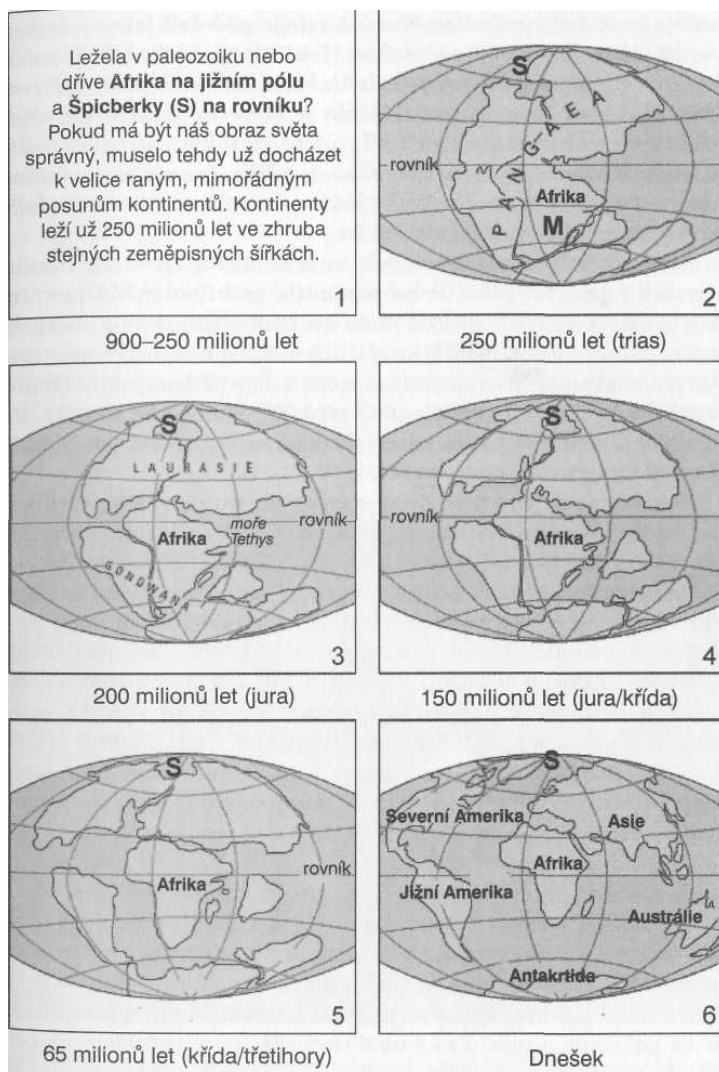 Ležela v paleozoiku nebo
dříve Afrika na jižním pólu
a Špicberky (S) na rovníku?
Pokud má být náš obraz světa
správný, muselo tehdy už docházet
k velice raným, mimořádným
posunům kontinentů. Kontinenty
leží už 250 milionů let ve zhruba
stejných zeměpisných šířkách.
1
900–250 milionů let
S
PANGAEA
rovník
Afrika
M
2
250 milionů let (trias)
S
LAURASIE
rovník
moře
Tethys
Afrika
GONDWANA
3
200 milionů let (jura)
S
rovník
Afrika
4
150 milionů let (jura/křída)
S
rovník
Afrika
5
65 milionů let (křída/třetihory)
S
Severní Amerika
Asie
Afrika
Jižní Amerika
Austrálie
Antakrtida
6
Dnešek